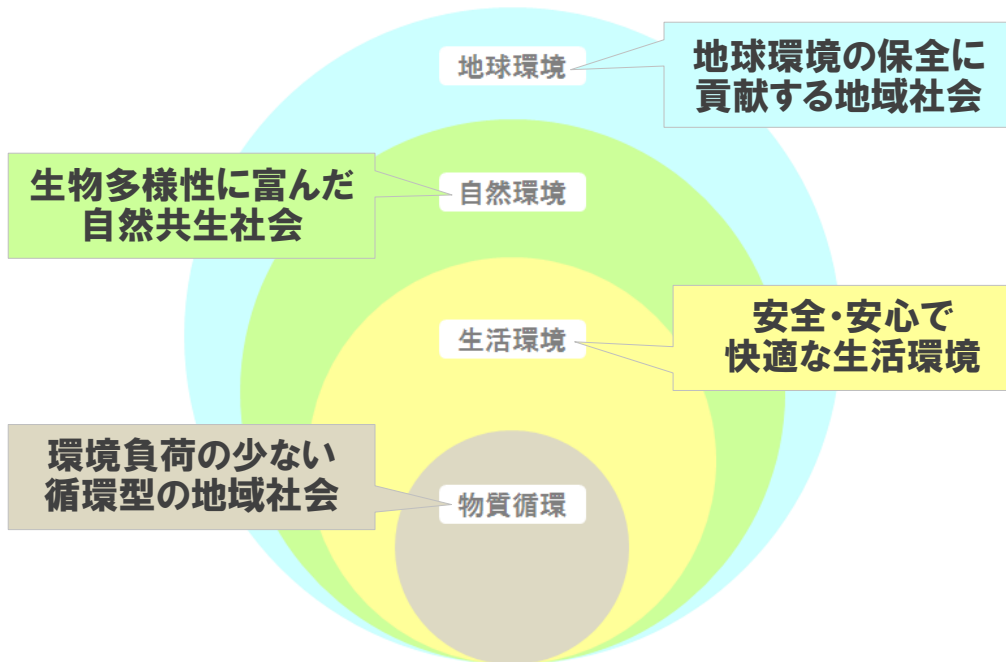 地球環境
地球環境の保全に
貢献する地域社会
生物多様性に富んだ
自然共生社会
自然環境
安全・安心で
快適な生活環境
生活環境
環境負荷の少ない
循環型の地域社会
物質循環